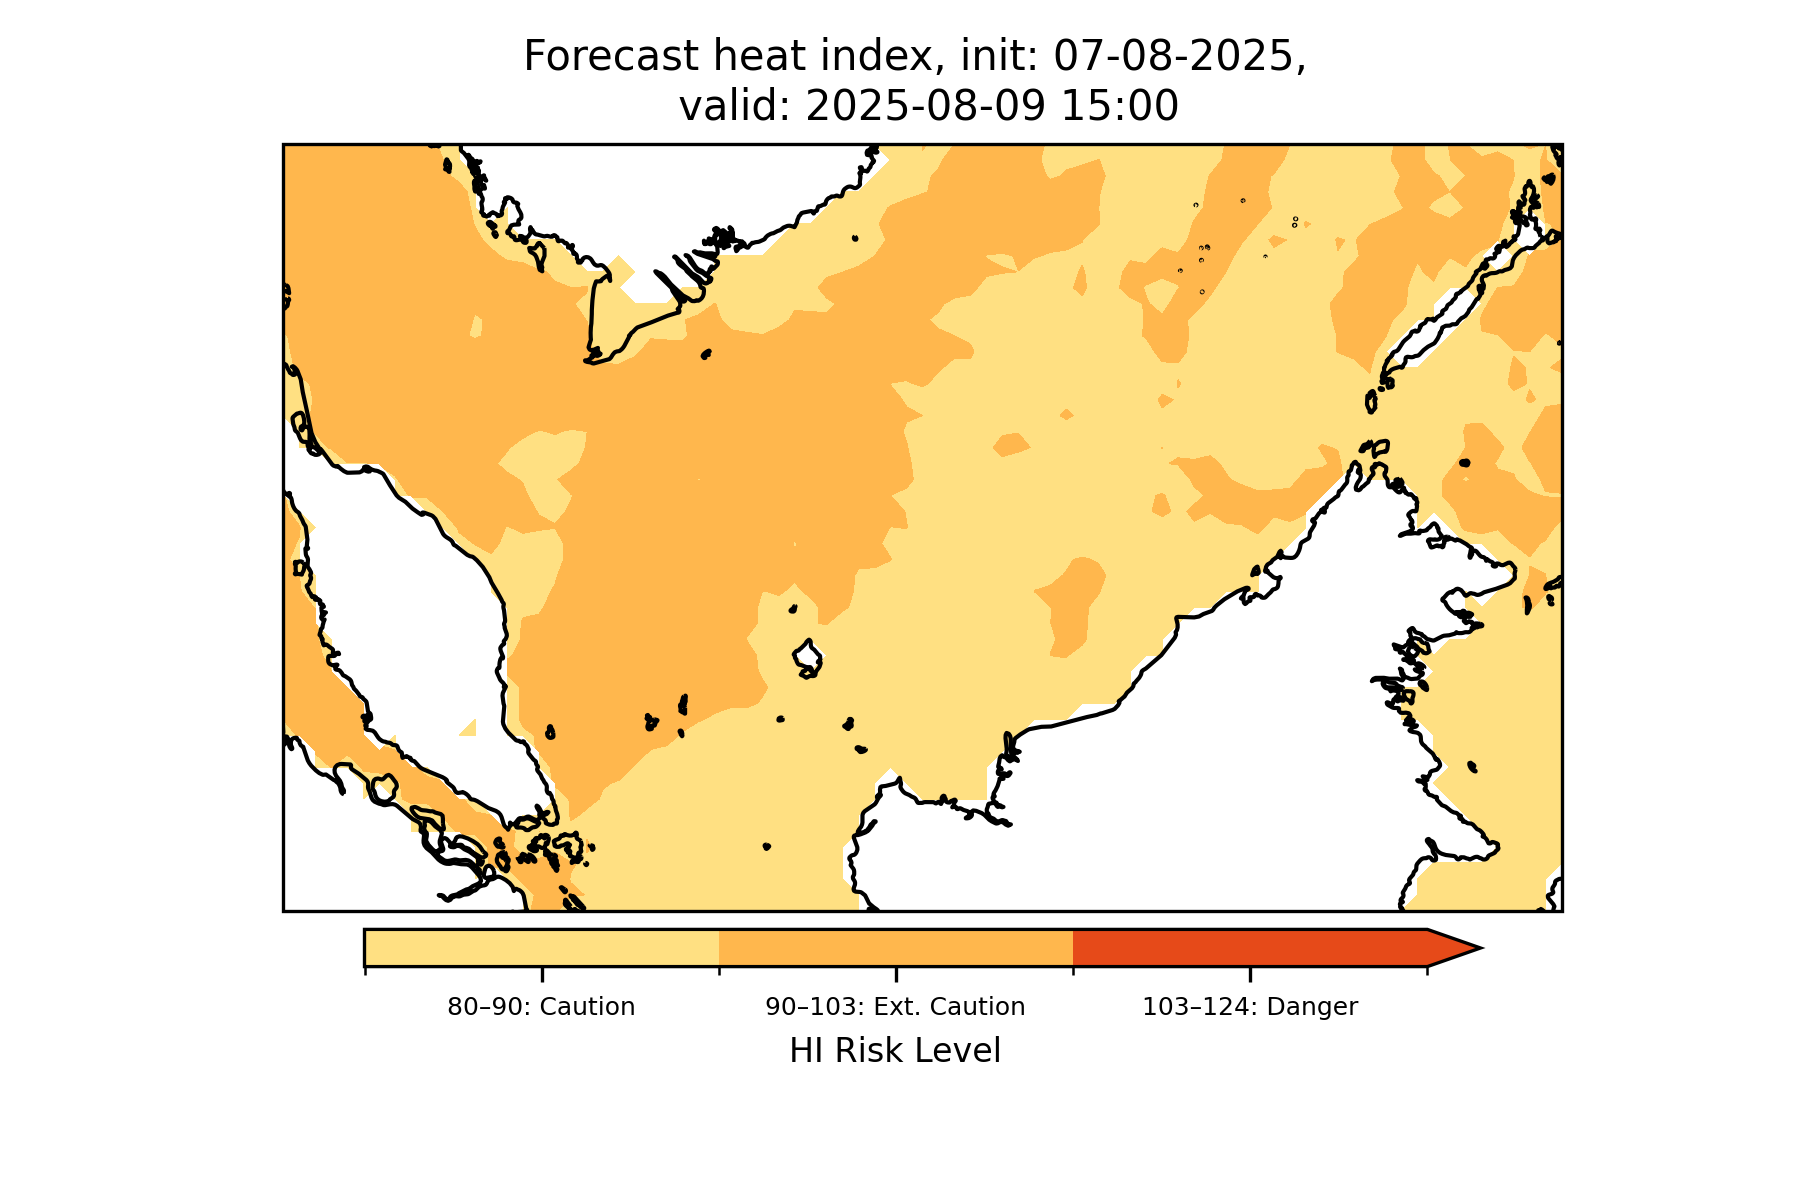 Forecast heat index, init: 07-08-2025,
valid: 2025-08-09 15:00
80–90: Caution
90–103: Ext. Caution
103–124: Danger
HI Risk Level